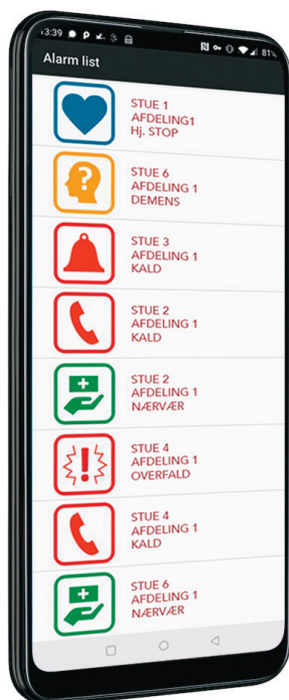 13:39 81%
Alarm list
STUE 1
AFDELING1
Hj. STOP
STUE 6
AFDELING 1
DEMENS
STUE 3
AFDELING 1
KALD
STUE 2
AFDELING 1
KALD
STUE 2
AFDELING 1
NÆRVÆR
STUE 4
AFDELING 1
OVERFALD
STUE 4
AFDELING 1
KALD
STUE 6
AFDELING 1
NÆRVÆR